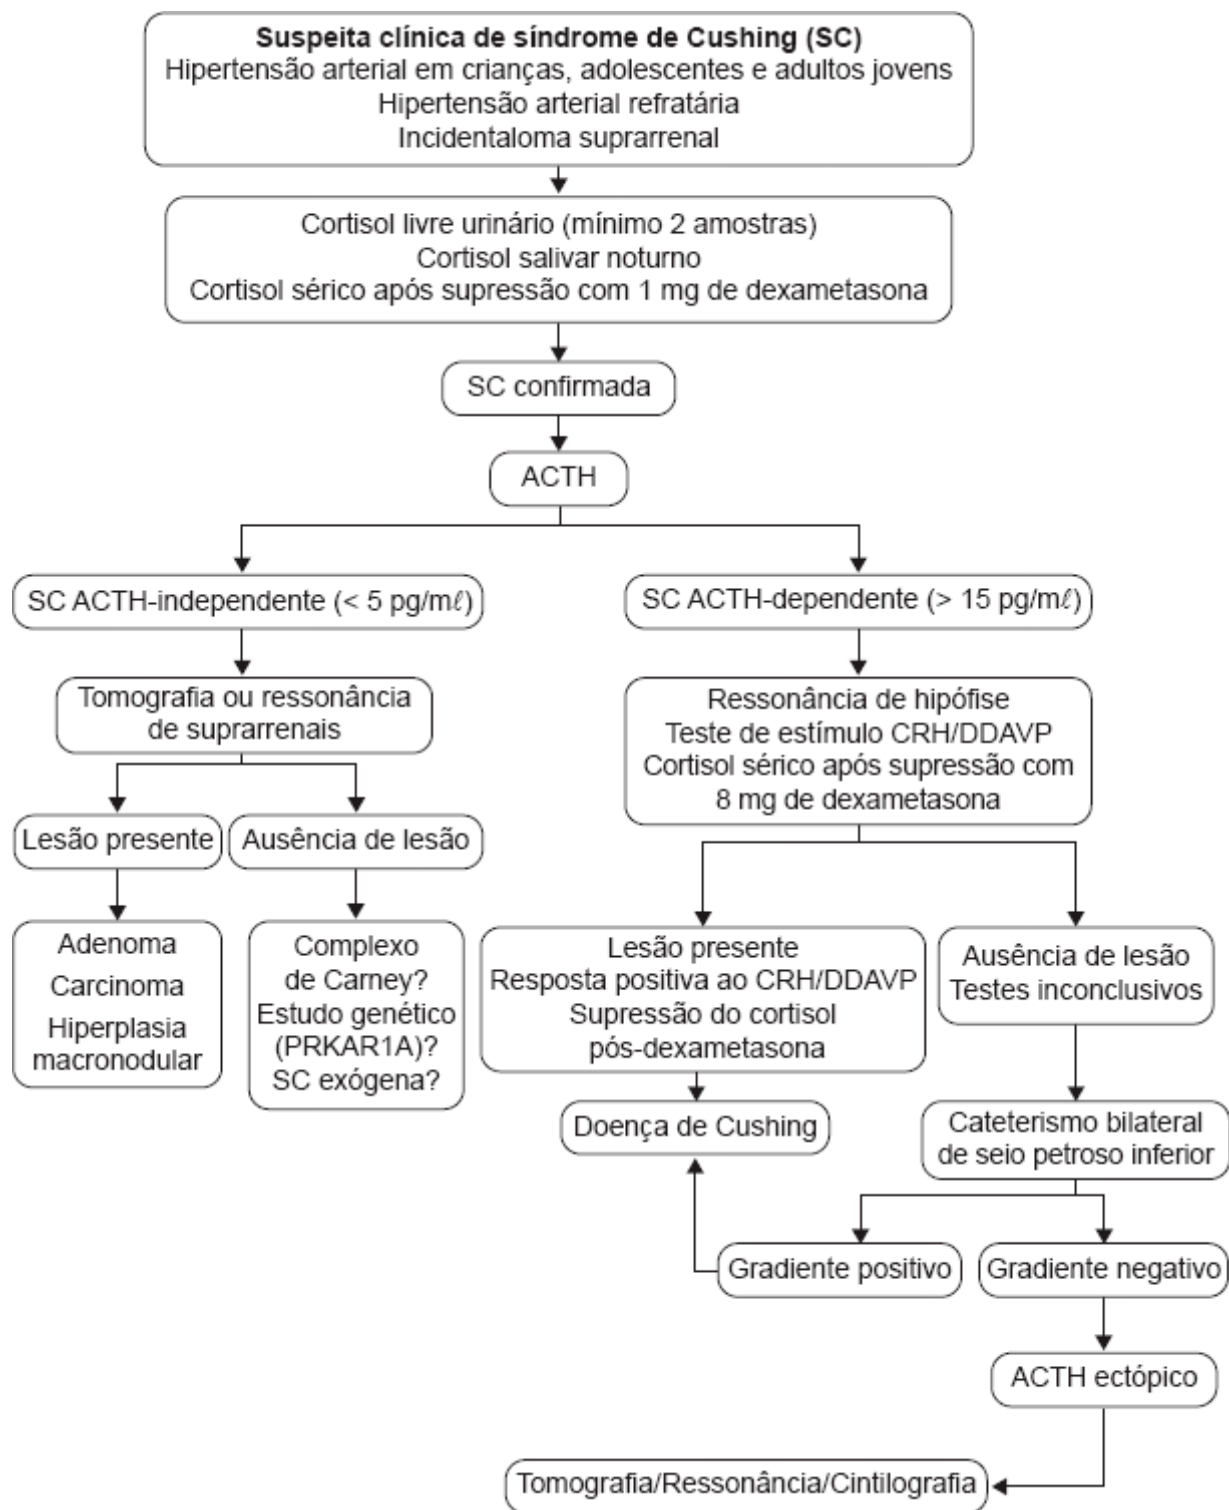 Suspeita clínica de síndrome de Cushing (SC)
Hipertensão arterial em crianças, adolescentes e adultos jovens
Hipertensão arterial refratária
Incidentaloma suprarrenal
Cortisol livre urinário (mínimo 2 amostras)
Cortisol salivar noturno
Cortisol sérico após supressão com 1 mg de dexametasona
SC confirmada
ACTH
SC ACTH-independente (< 5 pg/mℓ)
SC ACTH-dependente (> 15 pg/mℓ)
Tomografia ou ressonância
de suprarrenais
Ressonância de hipófise
Teste de estímulo CRH/DDAVP
Cortisol sérico após supressão com
8 mg de dexametasona
Lesão presente
Ausência de lesão
Adenoma
Carcinoma
Hiperplasia
macronodular
Complexo
de Carney?
Estudo genético
(PRKAR1A)?
SC exógena?
Lesão presente
Resposta positiva ao CRH/DDAVP
Supressão do cortisol
pós-dexametasona
Ausência de lesão
Testes inconclusivos
Doença de Cushing
Cateterismo bilateral
de seio petroso inferior
Gradiente positivo
Gradiente negativo
ACTH ectópico
Tomografia/Ressonância/Cintilografia